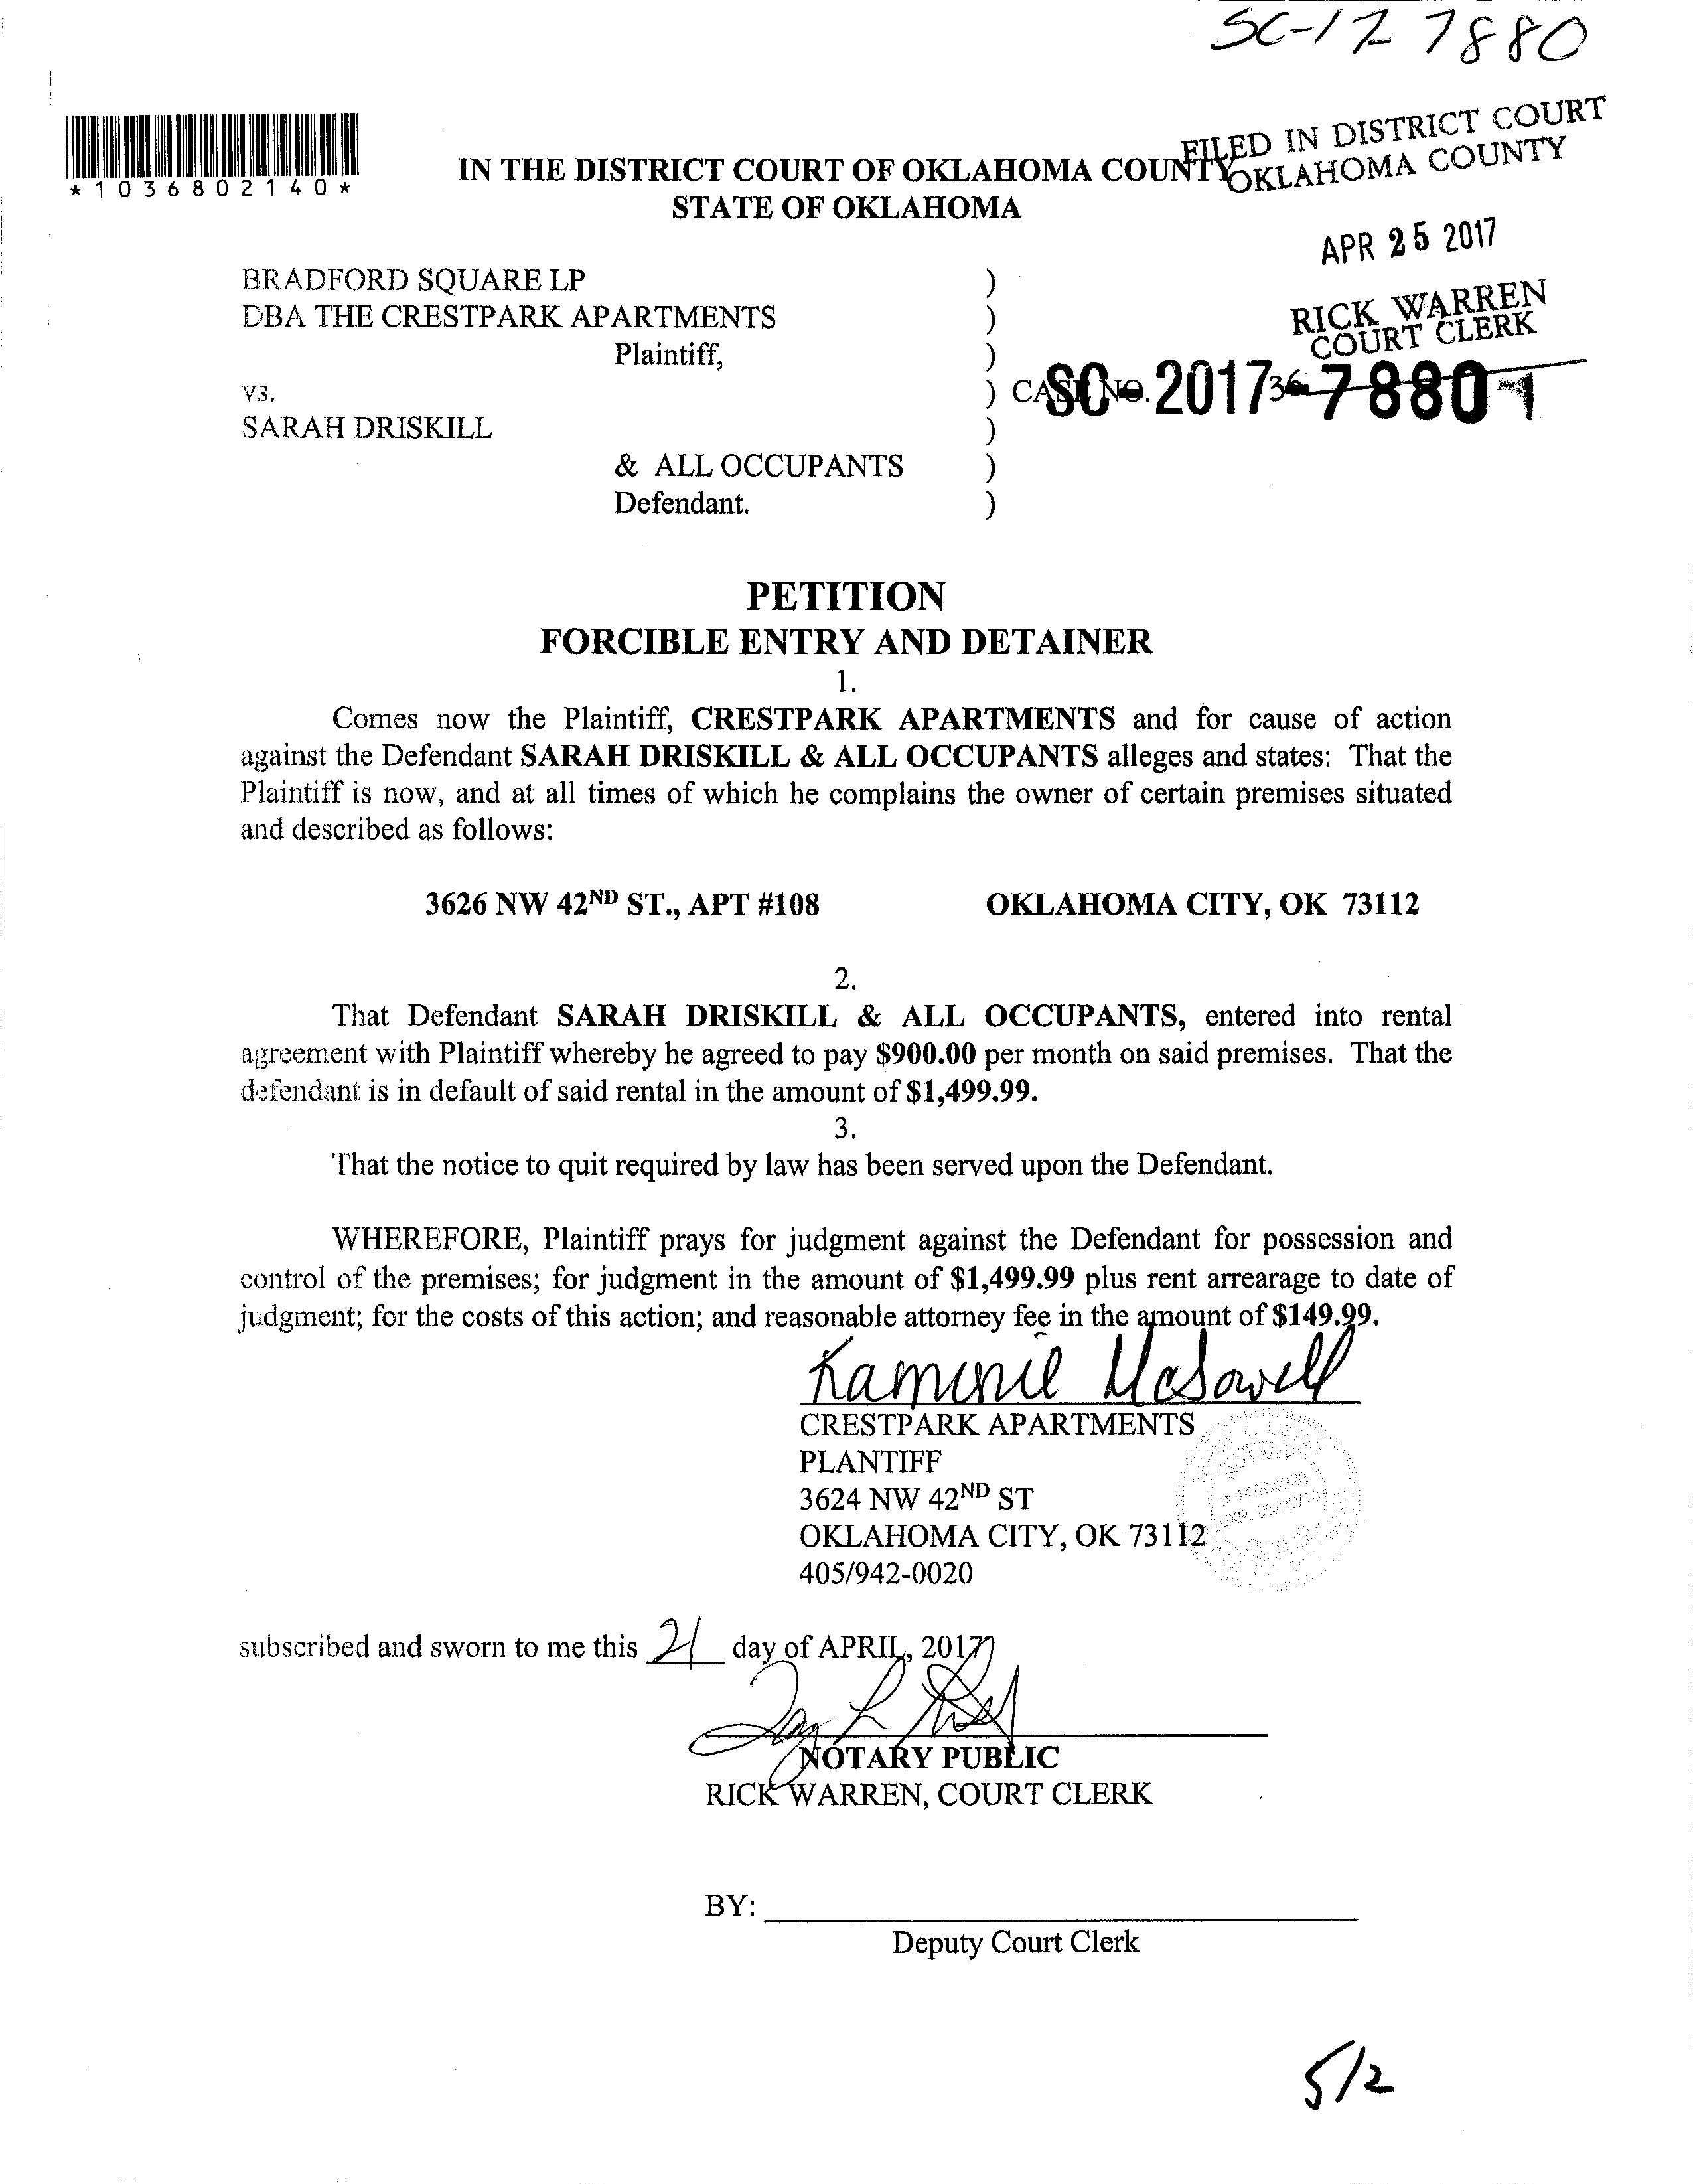 SC-17 7880
*1036802140*
IN THE DISTRICT COURT OF OKLAHOMA COUNTY
STATE OF OKLAHOMA
FILED IN DISTRICT COURT
OKLAHOMA COUNTY
APR 25 2017
RICK WARREN
COURT CLERK
BRADFORD SQUARE LP )
DBA THE CRESTPARK APARTMENTS )
Plaintiff, )
vs. ) CASE NO.
SC-2017-7880
36
SARAH DRISKILL )
& ALL OCCUPANTS )
Defendant. )
PETITION
FORCIBLE ENTRY AND DETAINER
1.
Comes now the Plaintiff, CRESTPARK APARTMENTS and for cause of action
against the Defendant SARAH DRISKILL & ALL OCCUPANTS alleges and states: That the
Plaintiff is now, and at all times of which he complains the owner of certain premises situated
and described as follows:
3626 NW 42ND ST., APT #108 OKLAHOMA CITY, OK 73112
2.
That Defendant SARAH DRISKILL & ALL OCCUPANTS, entered into rental
agreement with Plaintiff whereby he agreed to pay $900.00 per month on said premises. That the
defendant is in default of said rental in the amount of $1,499.99.
3.
That the notice to quit required by law has been served upon the Defendant.
WHEREFORE, Plaintiff prays for judgment against the Defendant for possession and
control of the premises; for judgment in the amount of $1,499.99 plus rent arrearage to date of
judgment; for the costs of this action; and reasonable attorney fee in the amount of $149.99.
CRESTPARK APARTMENTS
PLANTIFF
3624 NW 42ND ST
OKLAHOMA CITY, OK 73112
405/942-0020
subscribed and sworn to me this 21 day of APRIL, 2017
NOTARY PUBLIC
RICK WARREN, COURT CLERK
BY:
Deputy Court Clerk
5/2